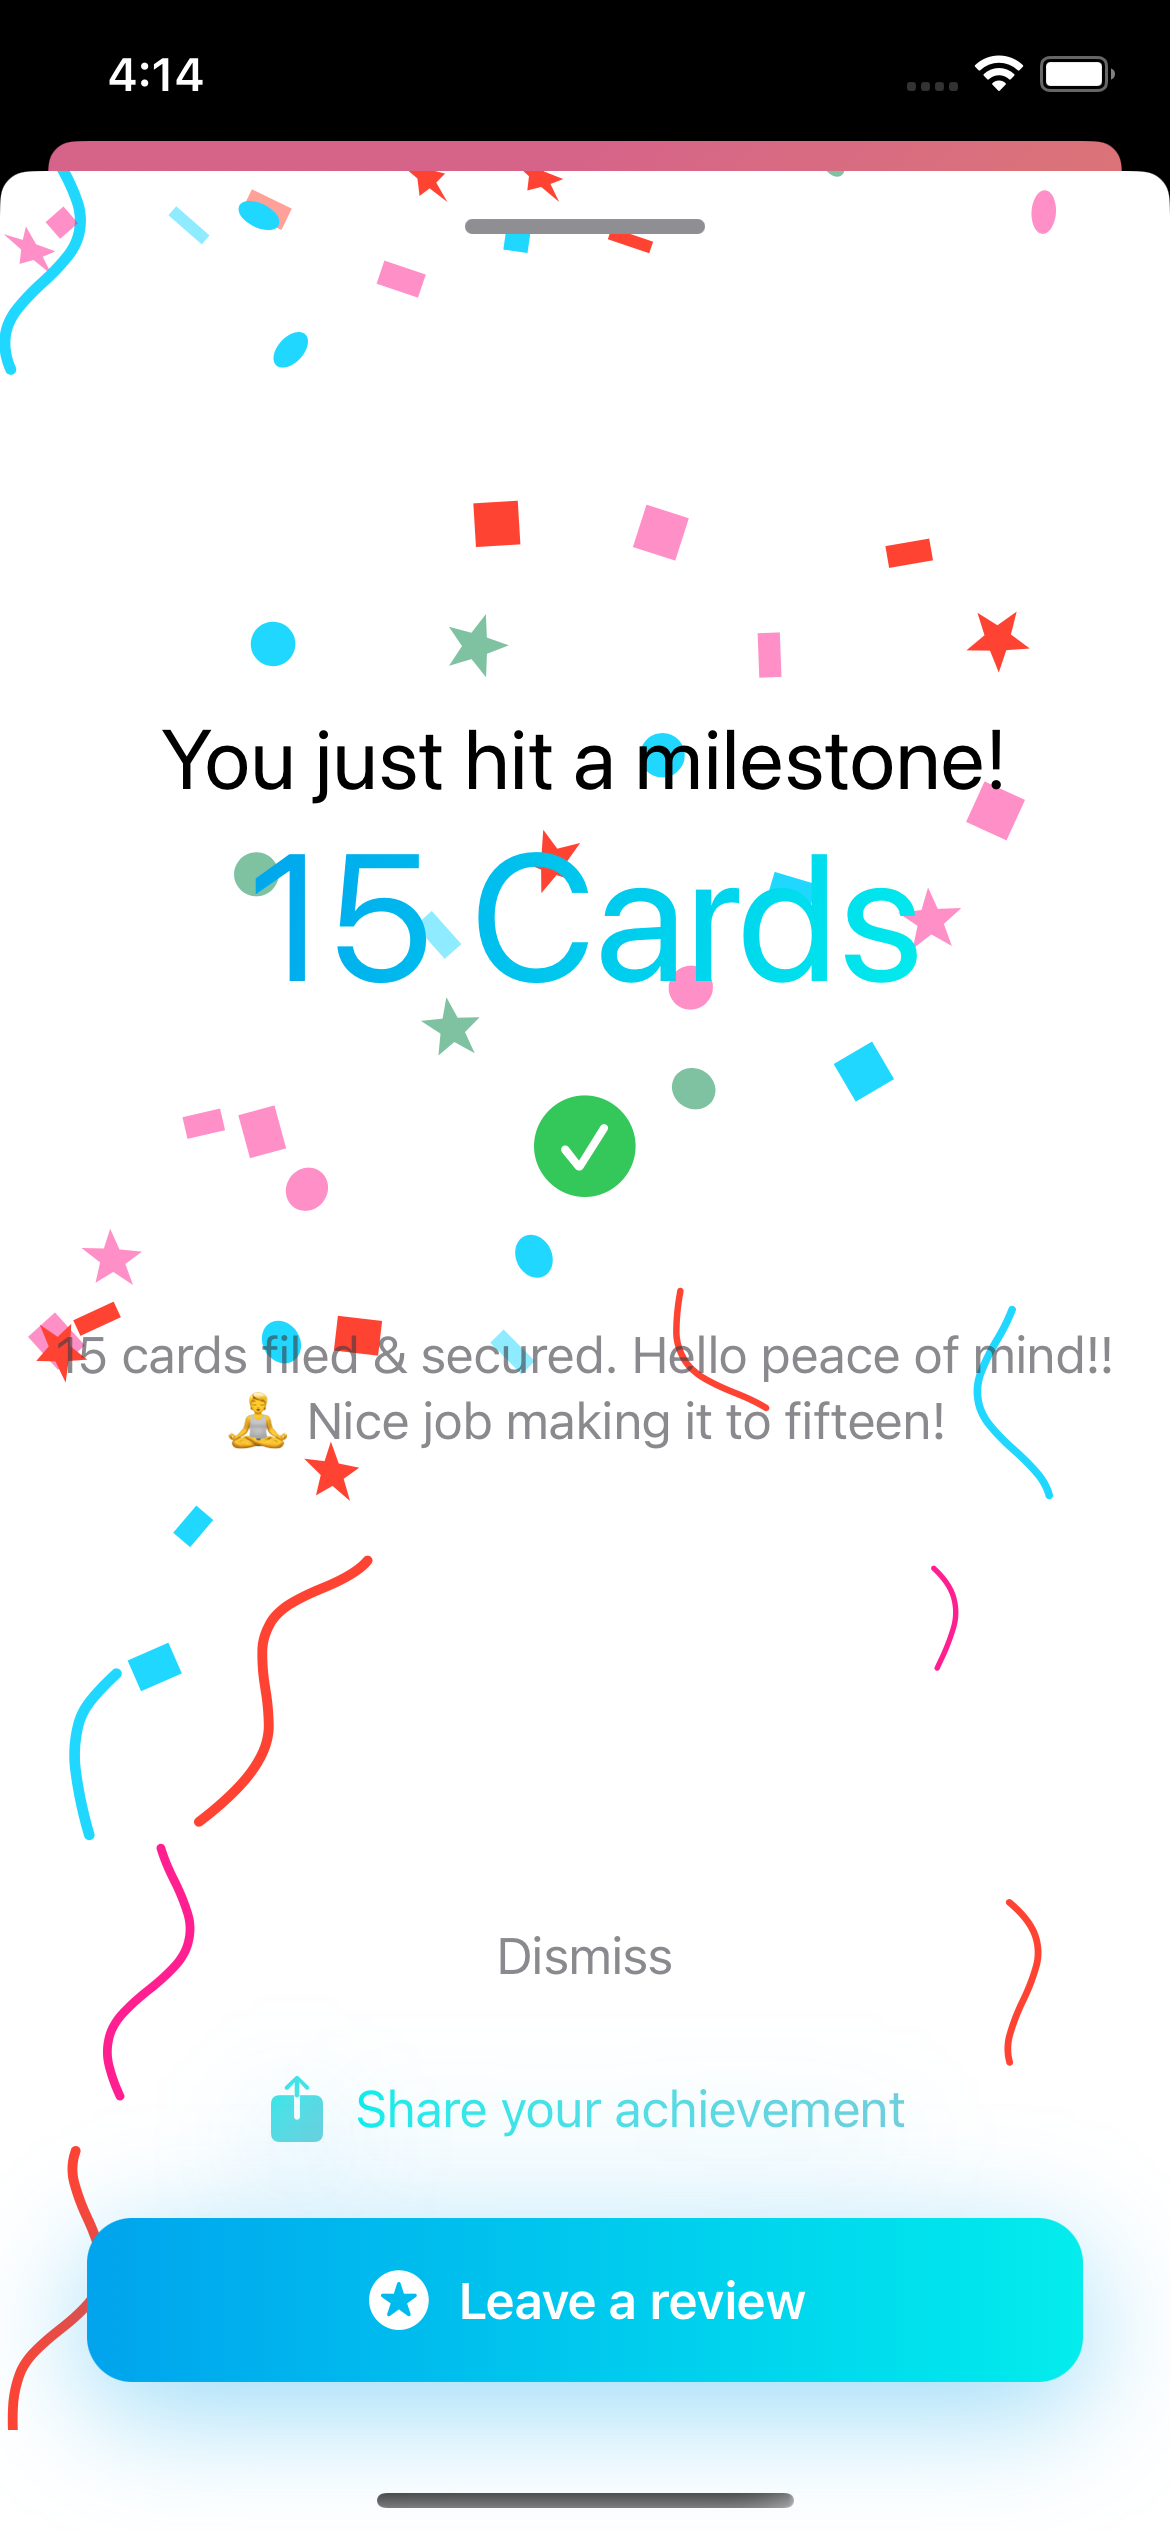 4:14
You just hit a milestone!
15 Cards
15 cards filed & secured. Hello peace of mind!!
🧘 Nice job making it to fifteen!
Dismiss
Share your achievement
Leave a review